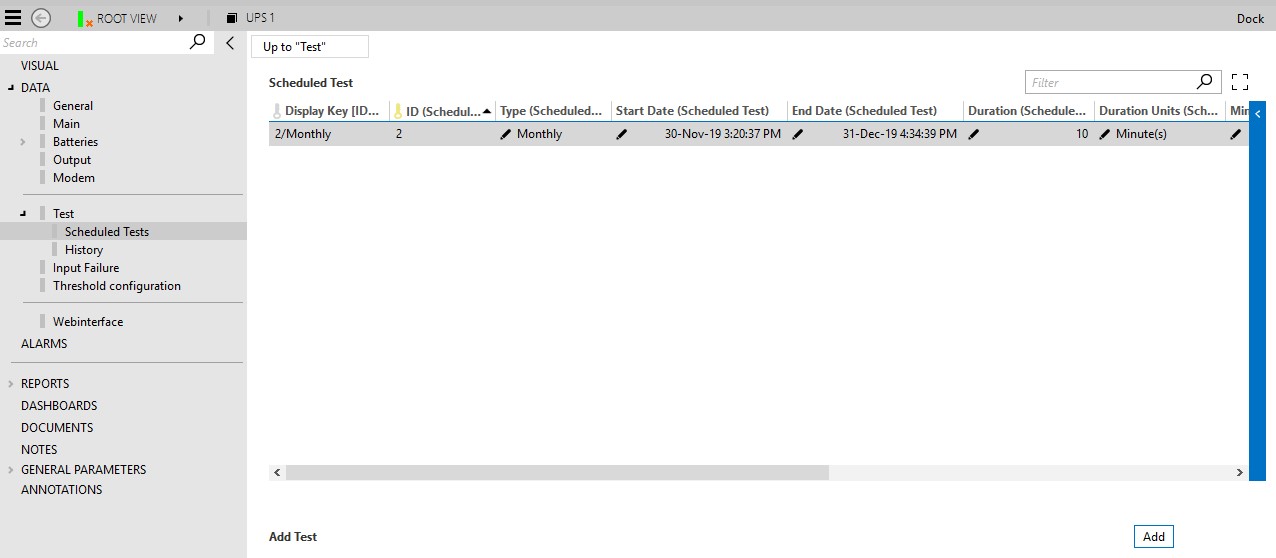 ROOT VIEW UPS 1 Dock
Search
VISUAL
DATA
General
Main
Batteries
Output
Modem
Test
Scheduled Tests
History
Input Failure
Threshold configuration
Webinterface
ALARMS
REPORTS
DASHBOARDS
DOCUMENTS
NOTES
GENERAL PARAMETERS
ANNOTATIONS
Up to "Test"
Scheduled Test Filter
Display Key [ID... ID (Schedul... Type (Scheduled... Start Date (Scheduled Test) End Date (Scheduled Test) Duration (Schedule... Duration Units (Sch... Min
2/Monthly 2 Monthly 30-Nov-19 3:20:37 PM 31-Dec-19 4:34:39 PM 10 Minute(s)
Add Test Add